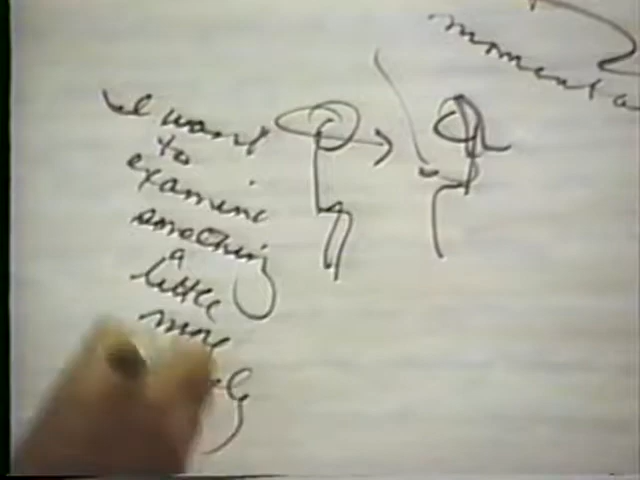 momenta
I want
to
examine
something
a
little
more